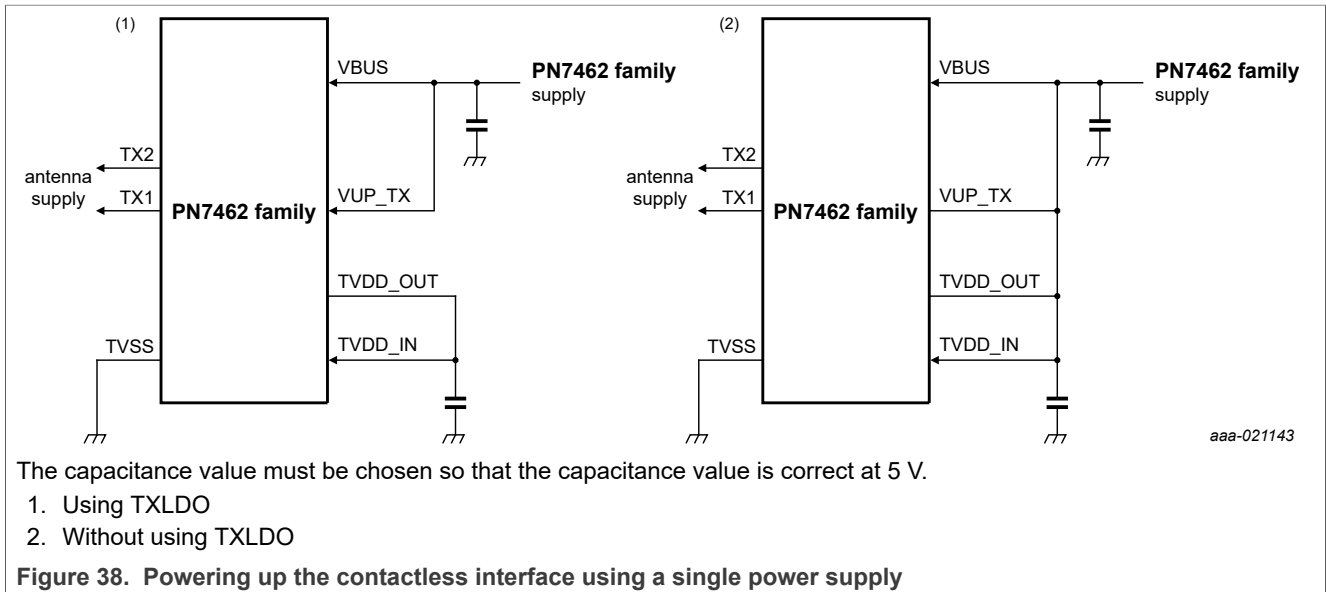 (1)
VBUS
PN7462 family
supply
TX2
antenna
supply
TX1
PN7462 family
VUP_TX
TVDD_OUT
TVSS
TVDD_IN
(2)
VBUS
PN7462 family
supply
TX2
antenna
supply
TX1
PN7462 family
VUP_TX
TVDD_OUT
TVSS
TVDD_IN
aaa-021143
The capacitance value must be chosen so that the capacitance value is correct at 5 V.
1. Using TXLDO
2. Without using TXLDO
Figure 38. Powering up the contactless interface using a single power supply